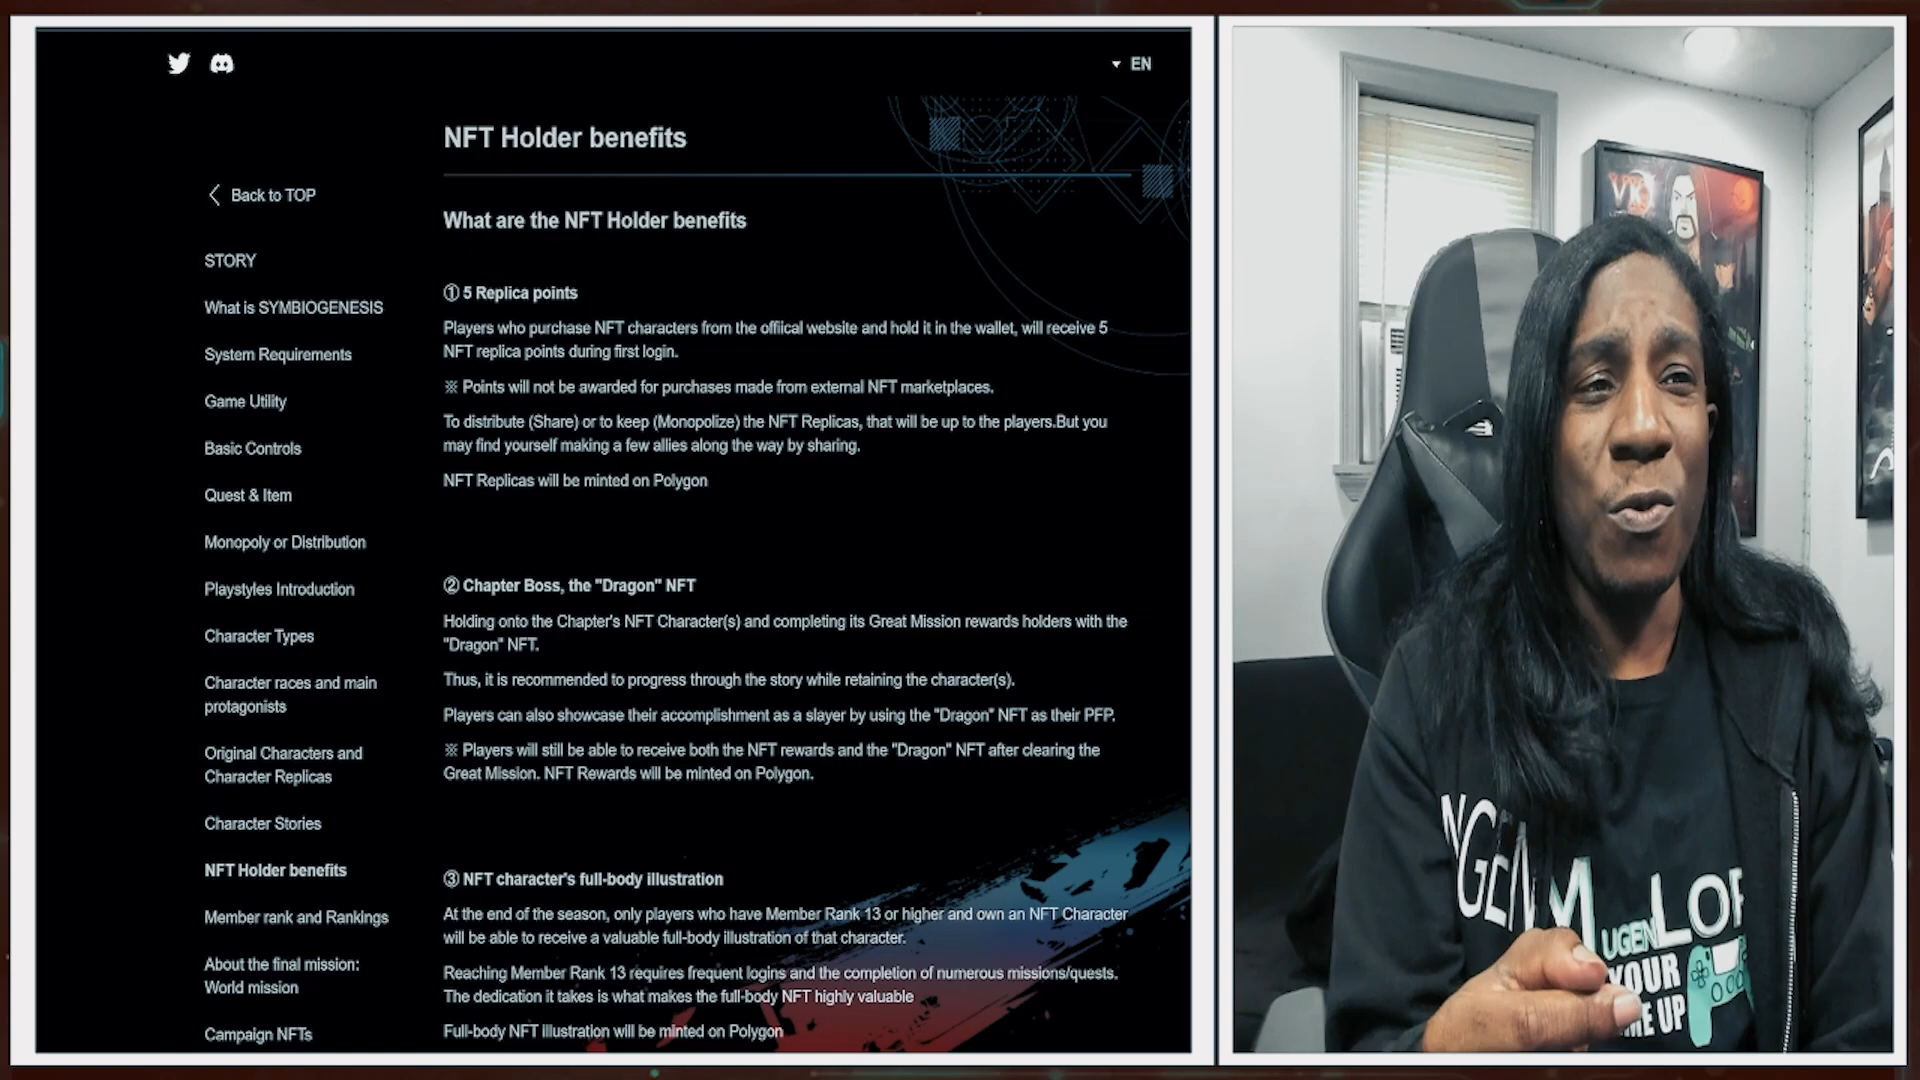 EN
NFT Holder benefits
Back to TOP
STORY
What is SYMBIOGENESIS
System Requirements
Game Utility
Basic Controls
Quest & Item
Monopoly or Distribution
Playstyles Introduction
Character Types
Character races and main
protagonists
Original Characters and
Character Replicas
Character Stories
NFT Holder benefits
Member rank and Rankings
About the final mission:
World mission
Campaign NFTs
What are the NFT Holder benefits
① 5 Replica points
Players who purchase NFT characters from the offiical website and hold it in the wallet, will receive 5
NFT replica points during first login.
※ Points will not be awarded for purchases made from external NFT marketplaces.
To distribute (Share) or to keep (Monopolize) the NFT Replicas, that will be up to the players.But you
may find yourself making a few allies along the way by sharing.
NFT Replicas will be minted on Polygon
② Chapter Boss, the "Dragon" NFT
Holding onto the Chapter's NFT Character(s) and completing its Great Mission rewards holders with the
"Dragon" NFT.
Thus, it is recommended to progress through the story while retaining the character(s).
Players can also showcase their accomplishment as a slayer by using the "Dragon" NFT as their PFP.
※ Players will still be able to receive both the NFT rewards and the "Dragon" NFT after clearing the
Great Mission. NFT Rewards will be minted on Polygon.
③ NFT character's full-body illustration
At the end of the season, only players who have Member Rank 13 or higher and own an NFT Character
will be able to receive a valuable full-body illustration of that character.
Reaching Member Rank 13 requires frequent logins and the completion of numerous missions/quests.
The dedication it takes is what makes the full-body NFT highly valuable
Full-body NFT illustration will be minted on Polygon
UGEN
YOUR
UP